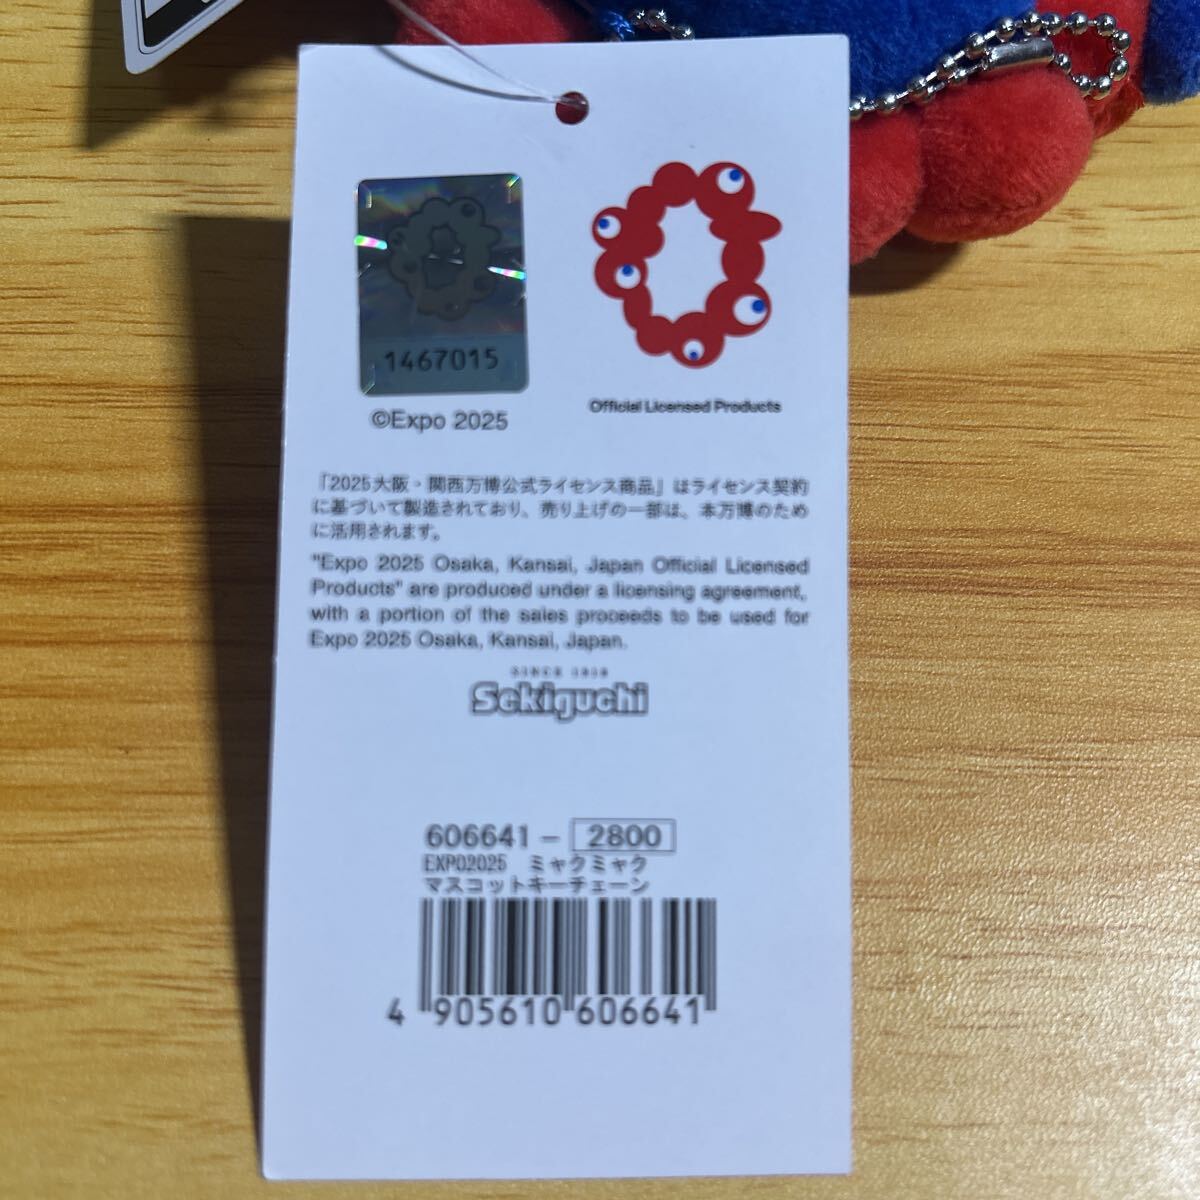 1467015
©Expo 2025
Official Licensed Products
「2025大阪・関西万博公式ライセンス商品」はライセンス契約
に基づいて製造されており、売り上げの一部は、本万博のため
に活用されます。
"Expo 2025 Osaka, Kansai, Japan Official Licensed
Products" are produced under a licensing agreement,
with a portion of the sales proceeds to be used for
Expo 2025 Osaka, Kansai, Japan.
SINCE 1918
Sekiguchi
606641 - 2800
EXPO2025 ミャクミャク
マスコットキーチェーン
4 905610 606641